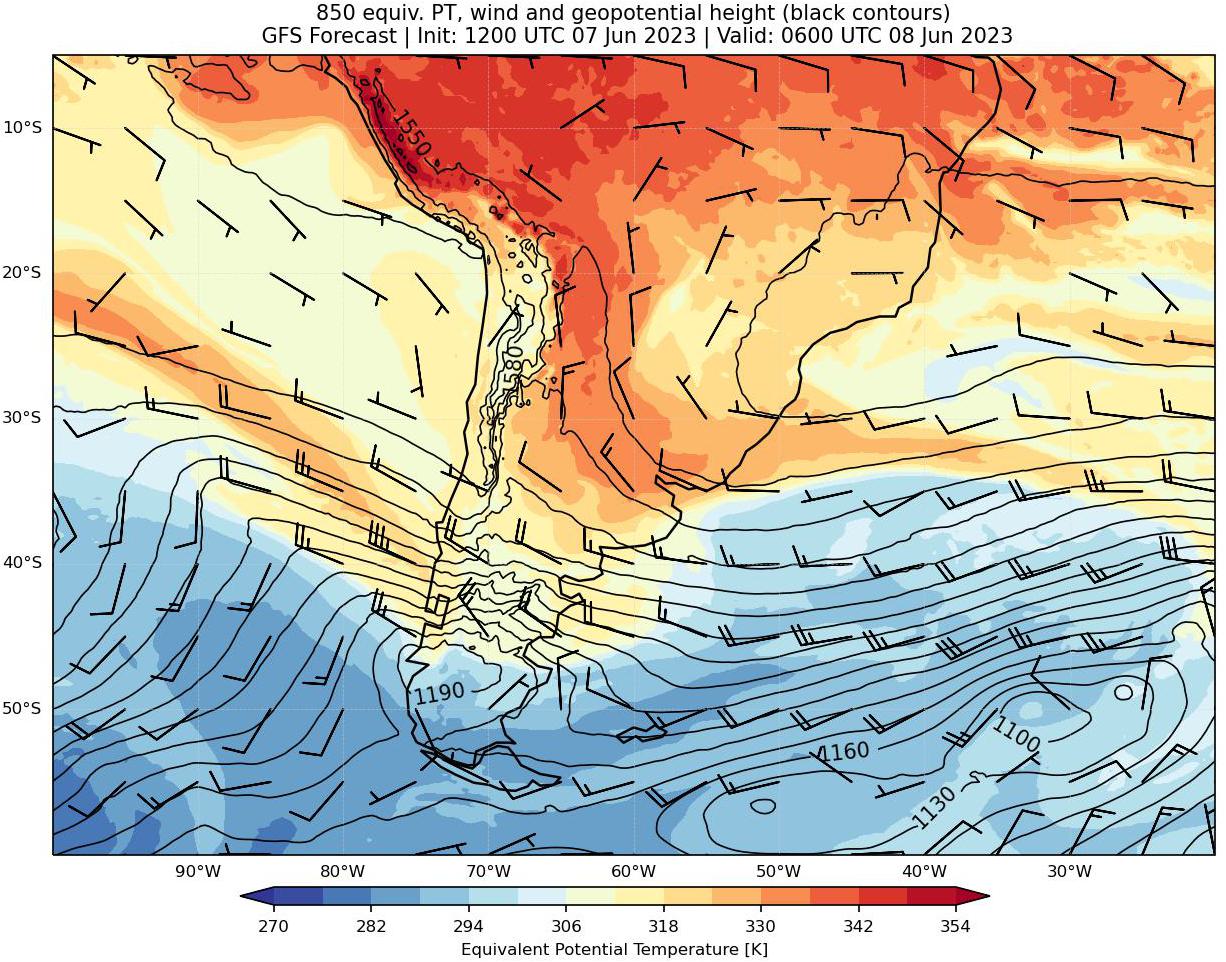 850 equiv. PT, wind and geopotential height (black contours)
GFS Forecast | Init: 1200 UTC 07 Jun 2023 | Valid: 0600 UTC 08 Jun 2023
10°S
20°S
30°S
40°S
50°S
1550
1580
1190
1160
1100
1130
90°W
80°W
70°W
60°W
50°W
40°W
30°W
270
282
294
306
318
330
342
354
Equivalent Potential Temperature [K]